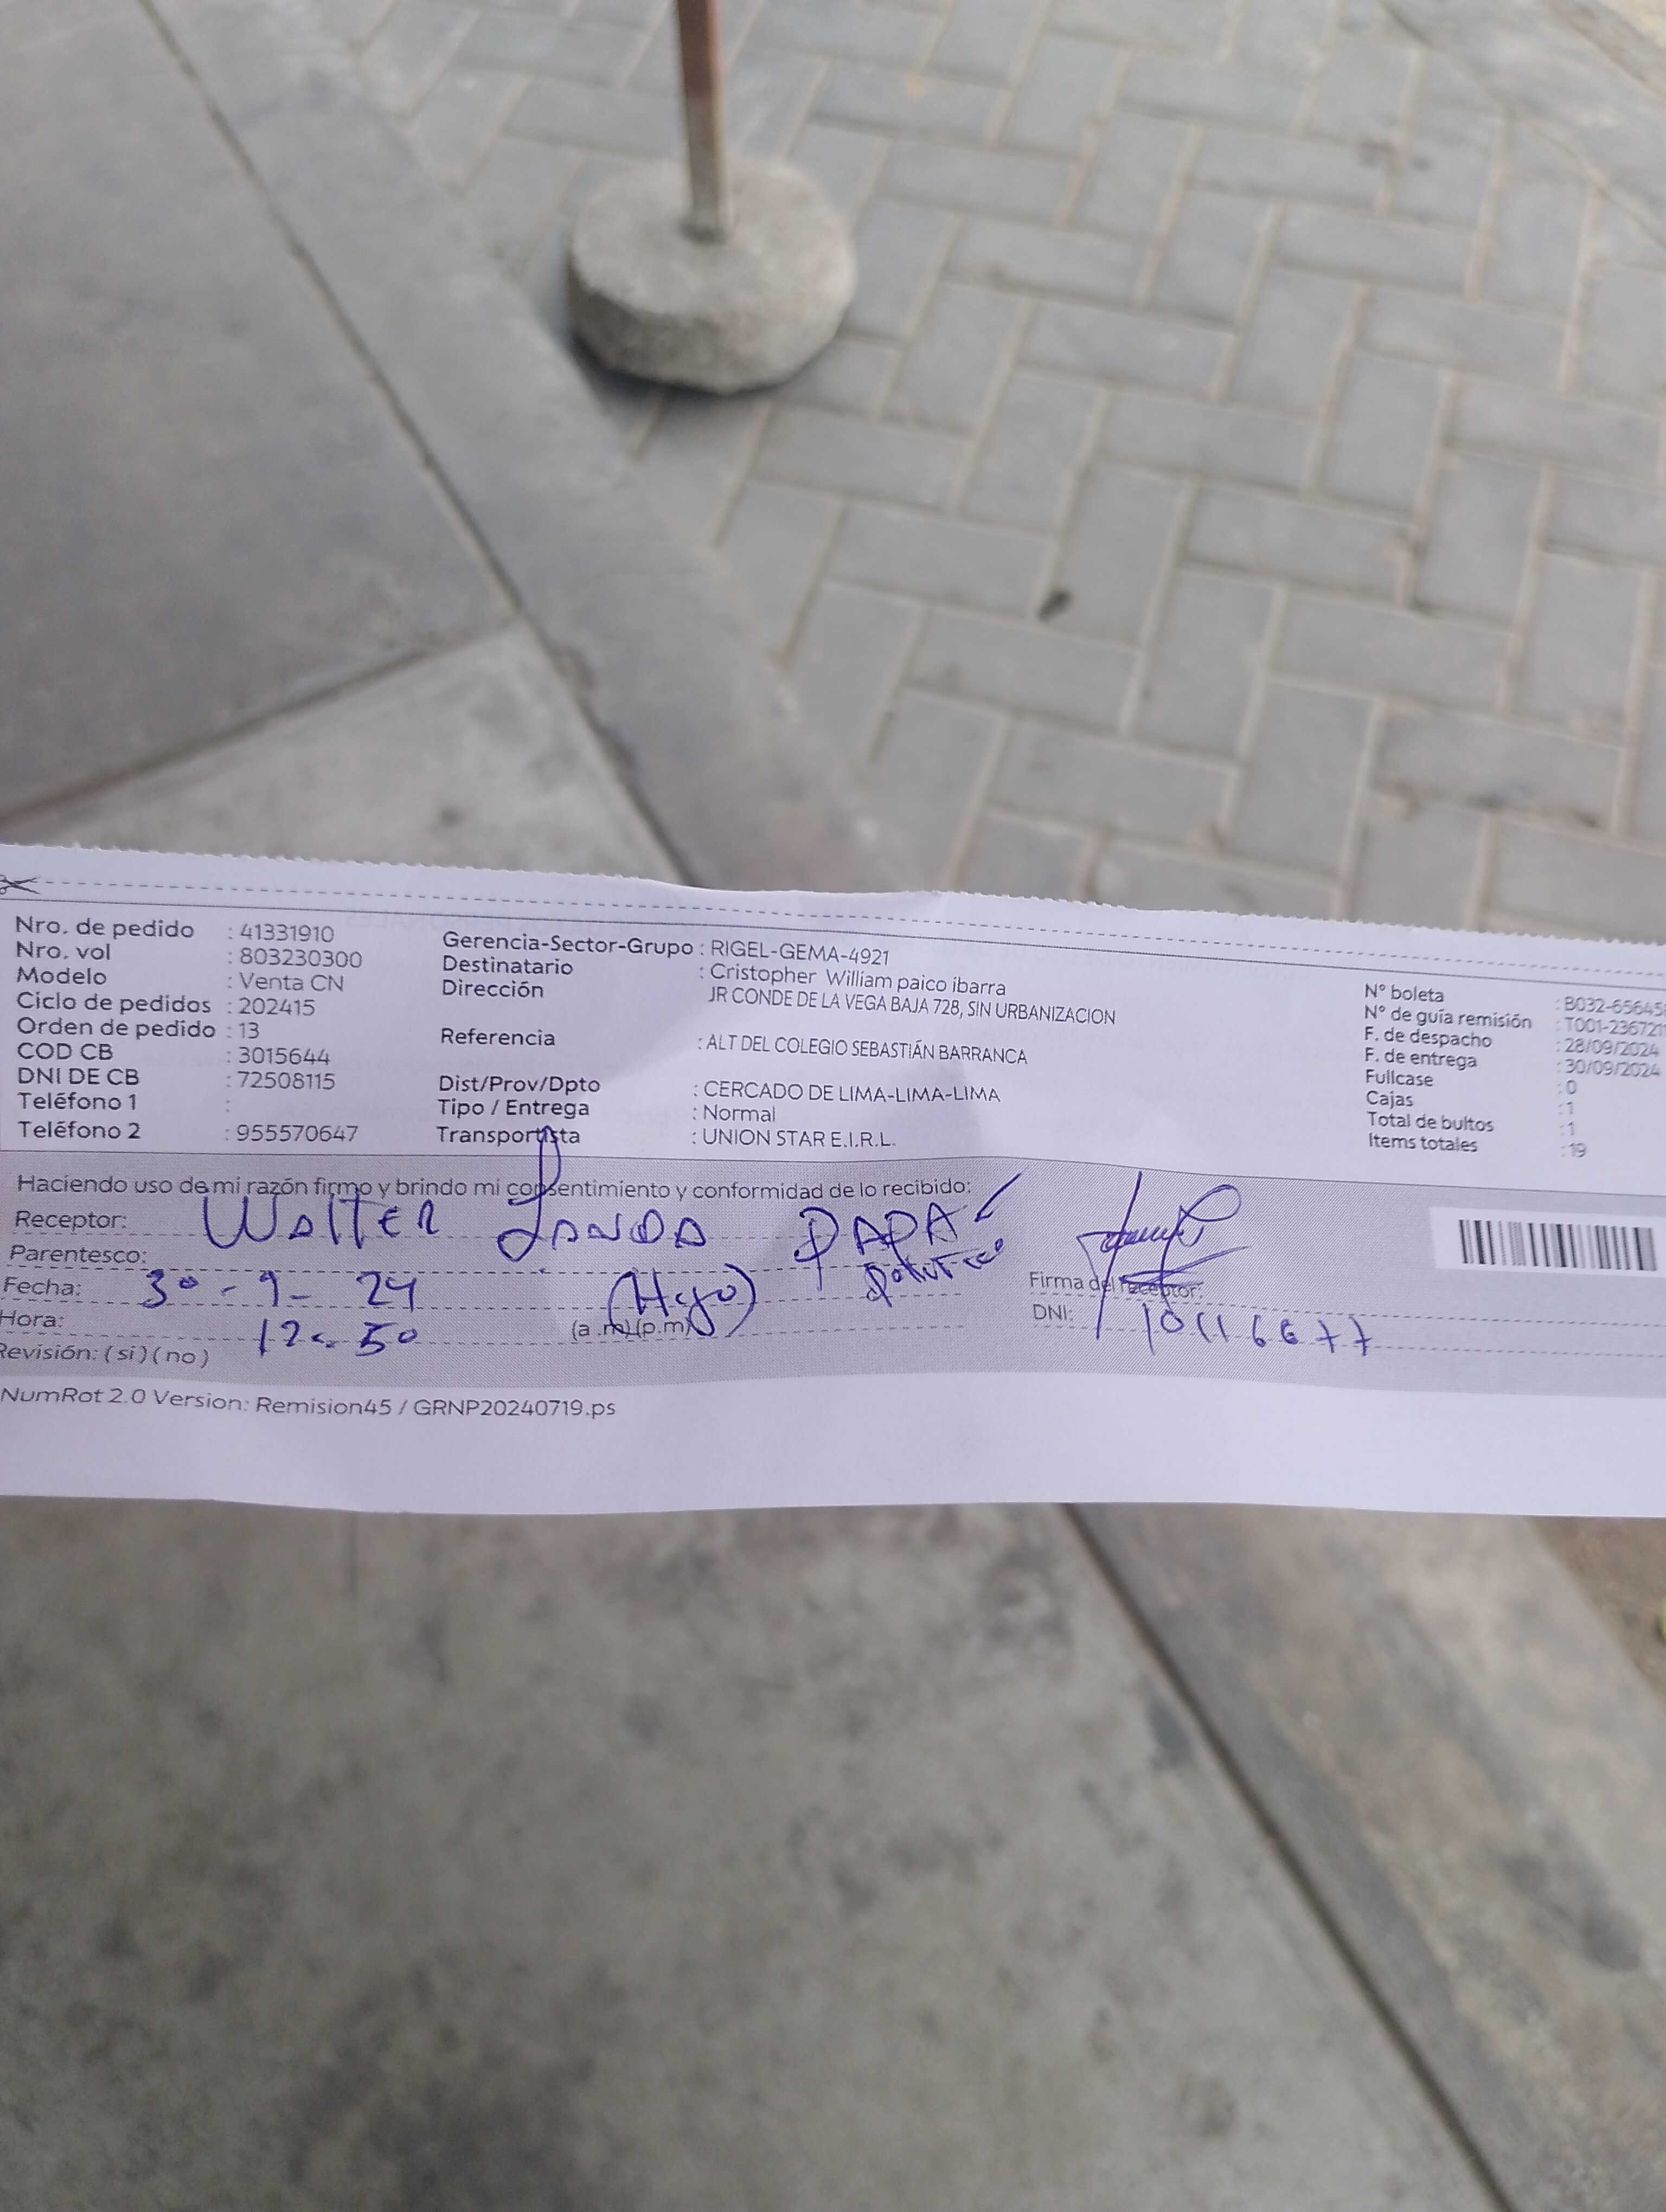 Nro. de pedido : 41331910
Nro. vol : 803230300
Modelo : Venta CN
Ciclo de pedidos : 202415
Orden de pedido : 13
COD CB : 3015644
DNI DE CB : 72508115
Teléfono 1 :
Teléfono 2 : 955570647
Gerencia-Sector-Grupo : RIGEL-GEMA-4921
Destinatario : Cristopher William paico ibarra
Dirección JR CONDE DE LA VEGA BAJA 728, SIN URBANIZACION
Referencia : ALT DEL COLEGIO SEBASTIÁN BARRANCA
Dist/Prov/Dpto : CERCADO DE LIMA-LIMA-LIMA
Tipo / Entrega : Normal
Transportista : UNION STAR E.I.R.L.
N° boleta : B032-65645
N° de guía remisión : T001-236721
F. de despacho : 28/09/2024
F. de entrega : 30/09/2024
Fullcase : 0
Cajas : 1
Total de bultos : 1
Items totales : 19
Haciendo uso de mi razón firmo y brindo mi consentimiento y conformidad de lo recibido:
Receptor: Walter Landa PAPA
Parentesco:
Fecha: 30-9-24 (Hyo)
Hora: 12:50 (a.m)(p.m)
Revisión: (si)(no)
Firma del receptor:
DNI: 10116677
NumRot 2.0 Version: Remision45 / GRNP20240719.ps